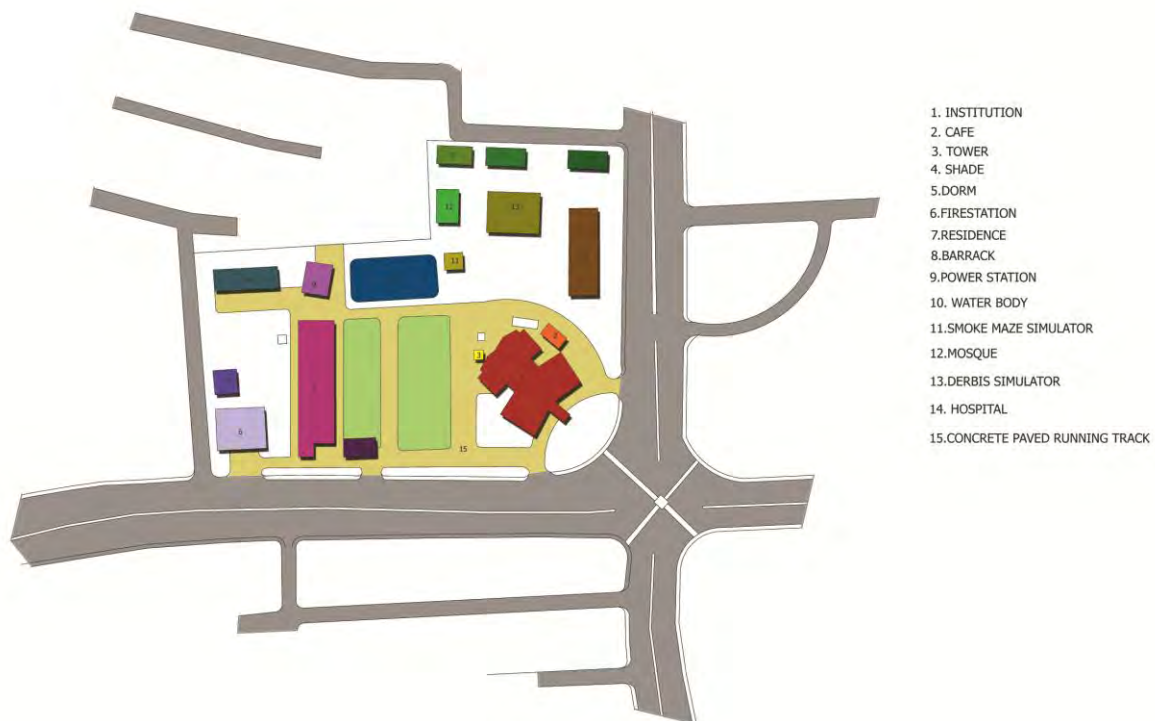 1. INSTITUTION
2. CAFE
3. TOWER
4. SHADE
5.DORM
6.FIRESTATION
7.RESIDENCE
8.BARRACK
9.POWER STATION
10. WATER BODY
11.SMOKE MAZE SIMULATOR
12.MOSQUE
13.DERBIS SIMULATOR
14. HOSPITAL
15.CONCRETE PAVED RUNNING TRACK
12
13
11
9
3
6
15